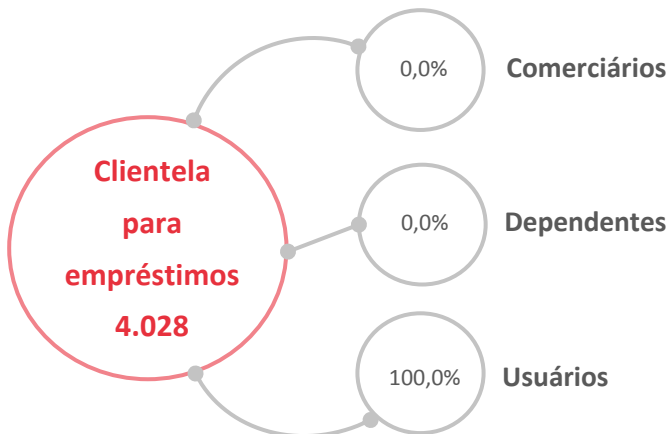 Clientela
para
empréstimos
4.028
0,0%
Comerciários
0,0%
Dependentes
100,0%
Usuários